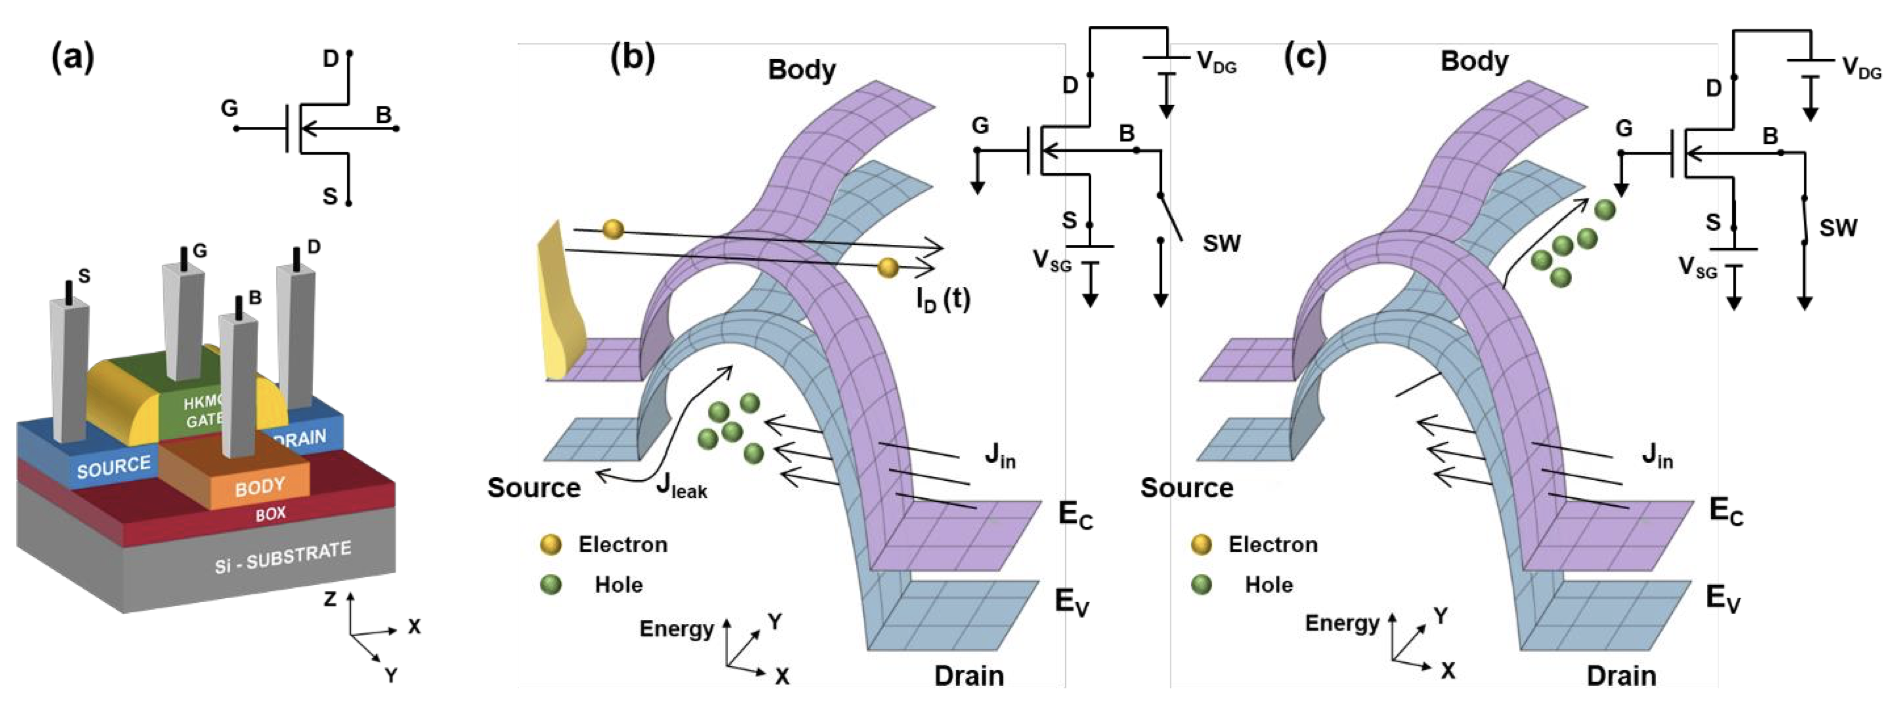 (a)
D
G
B
S
S
G
D
B
HKMG
GATE
SOURCE
DRAIN
BODY
BOX
Si - SUBSTRATE
Z
X
Y
(b)
Body
D
VDG
G
B
S
SW
VSG
ID (t)
Jleak
Jin
Source
EC
Electron
Hole
EV
Energy
Y
X
Drain
(c)
Body
D
VDG
G
B
S
SW
VSG
Jin
Source
EC
Electron
Hole
EV
Energy
Y
X
Drain